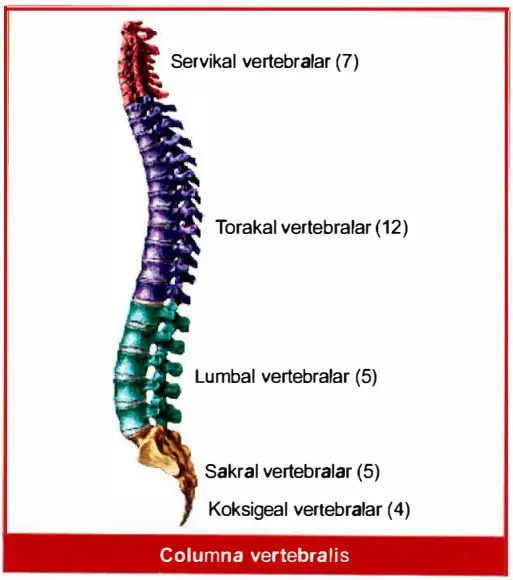 Servikal vertebralar (7)
Torakal vertebralar (12)
Lumbal vertebralar (5)
Sakral vertebralar (5)
Koksigeal vertebralar (4)
Columna vertebralis